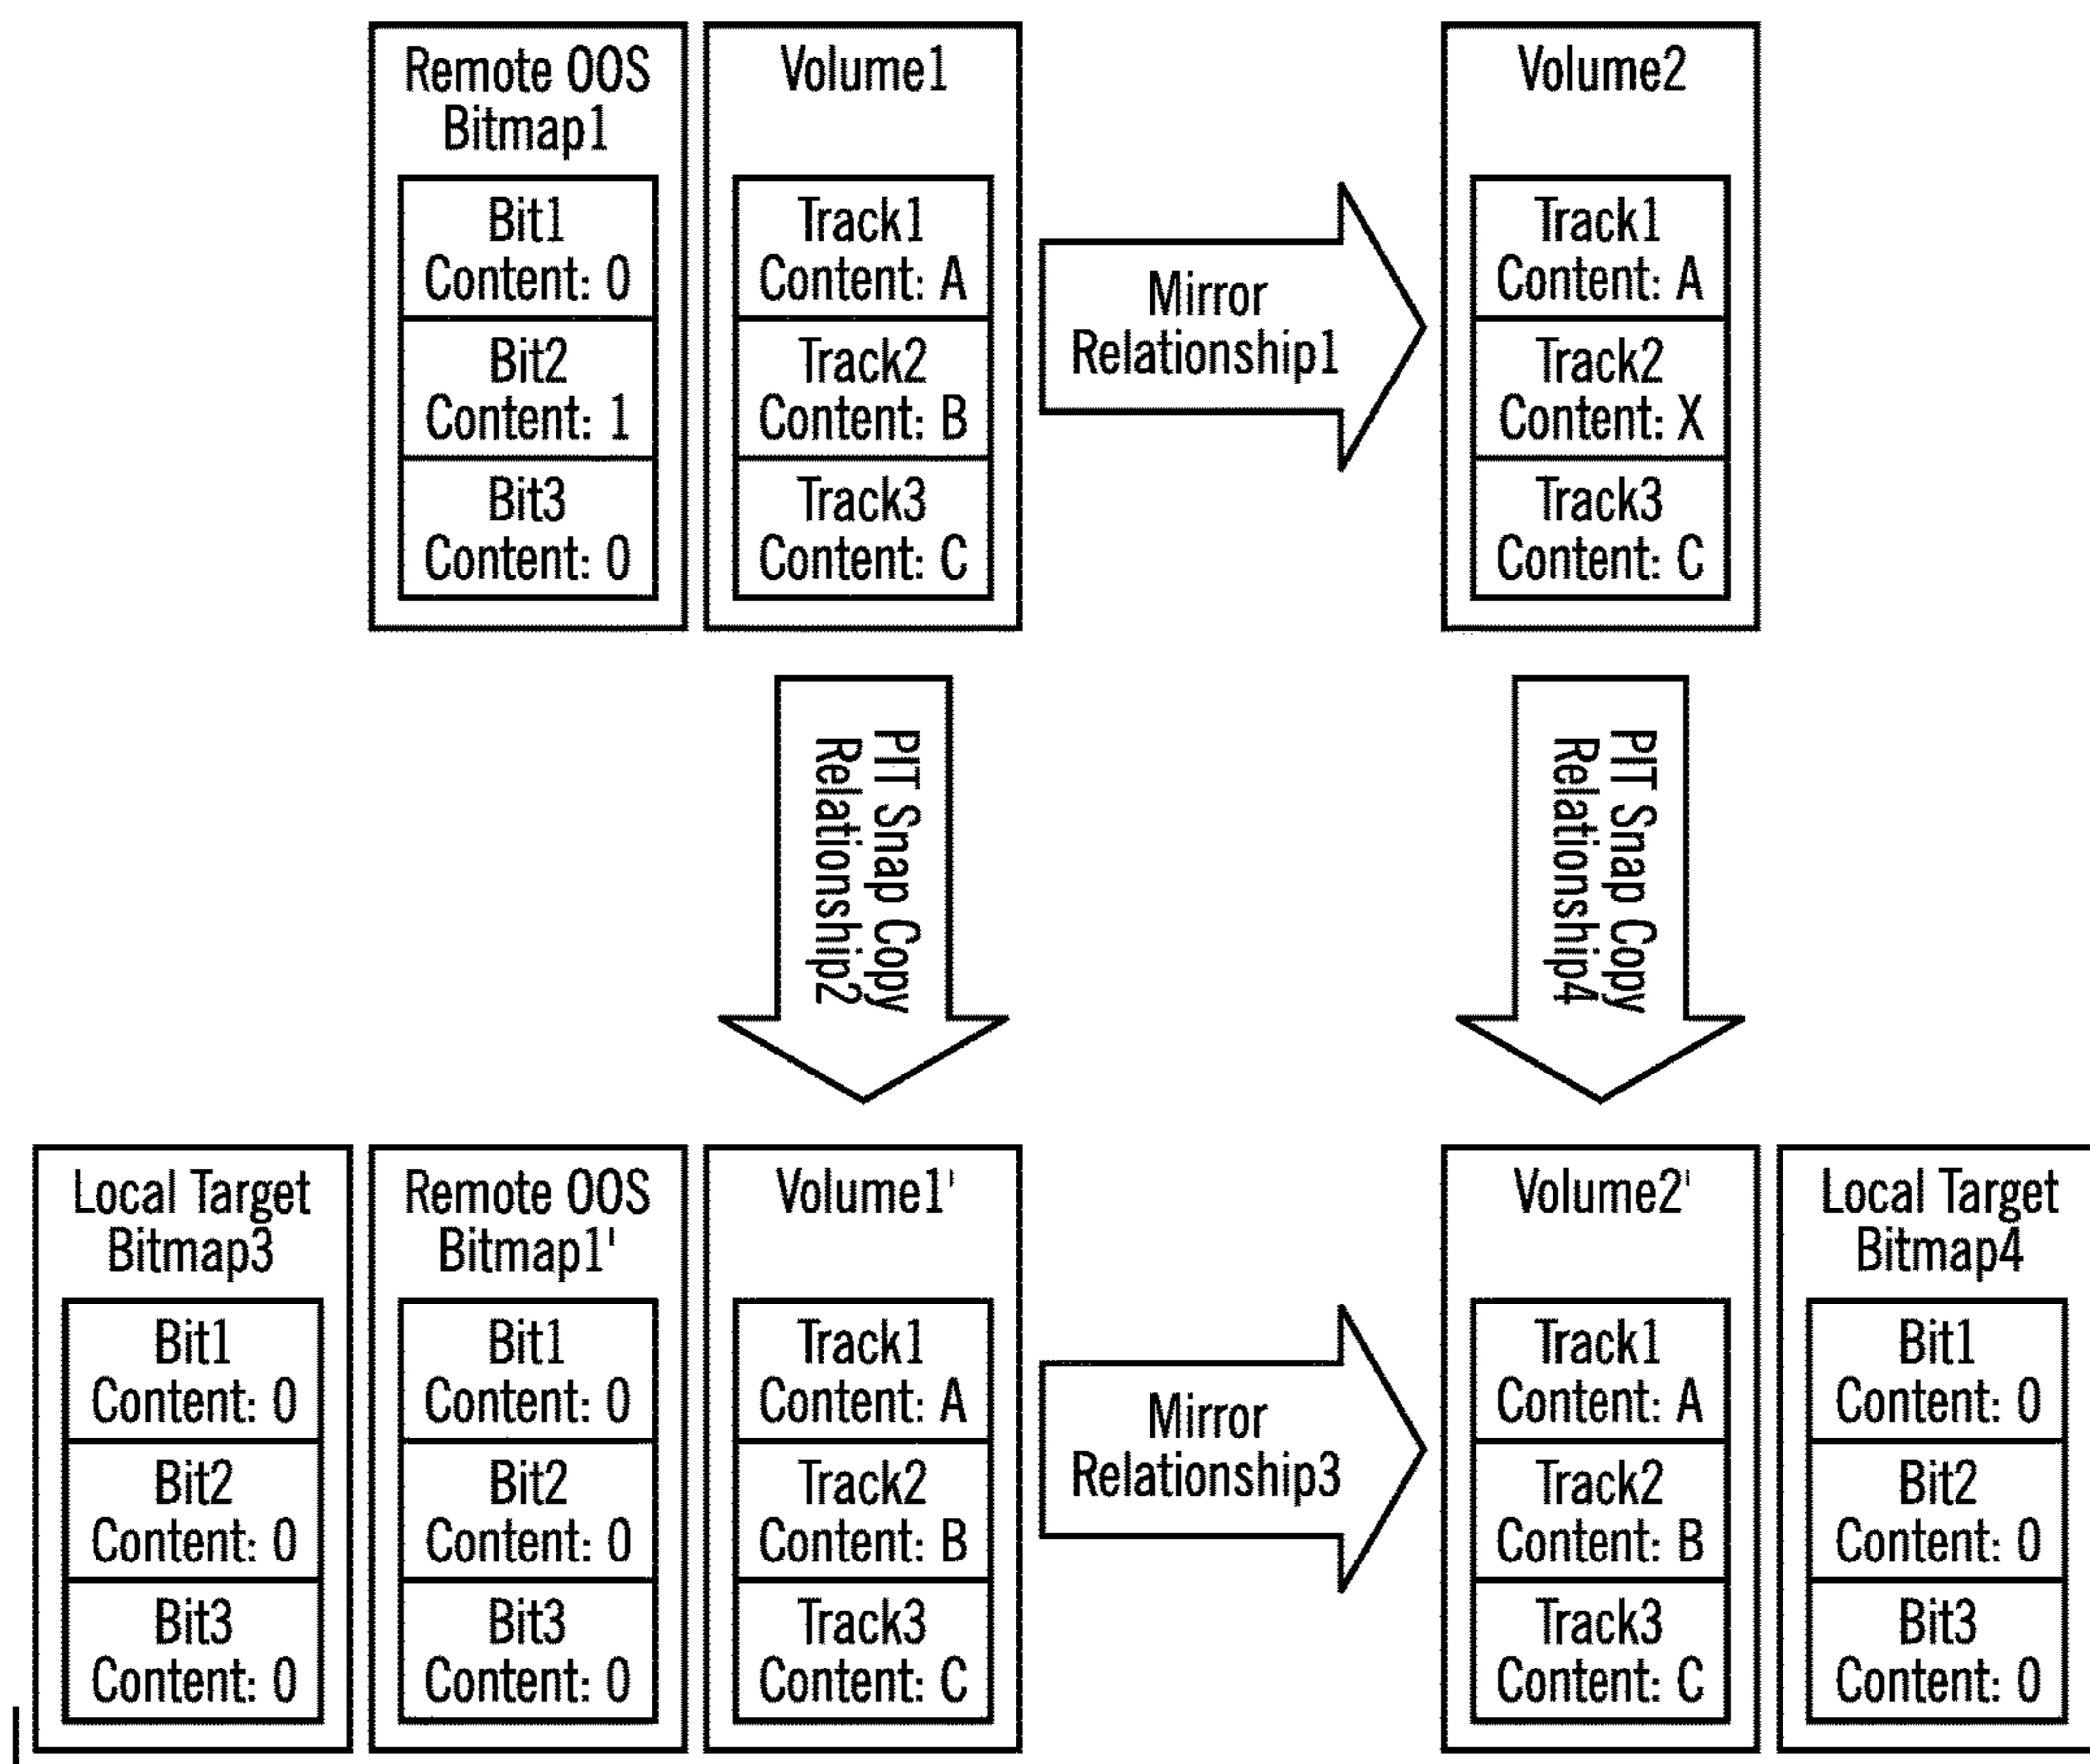 Remote OOS
Bitmap1
Bit1
Content: 0
Bit2
Content: 1
Bit3
Content: 0
Volume1
Track1
Content: A
Track2
Content: B
Track3
Content: C
Mirror
Relationship1
Volume2
Track1
Content: A
Track2
Content: X
Track3
Content: C
PIT Snap Copy
Relationship2
PIT Snap Copy
Relationship4
Local Target
Bitmap3
Bit1
Content: 0
Bit2
Content: 0
Bit3
Content: 0
Remote OOS
Bitmap1'
Bit1
Content: 0
Bit2
Content: 0
Bit3
Content: 0
Volume1'
Track1
Content: A
Track2
Content: B
Track3
Content: C
Mirror
Relationship3
Volume2'
Track1
Content: A
Track2
Content: B
Track3
Content: C
Local Target
Bitmap4
Bit1
Content: 0
Bit2
Content: 0
Bit3
Content: 0